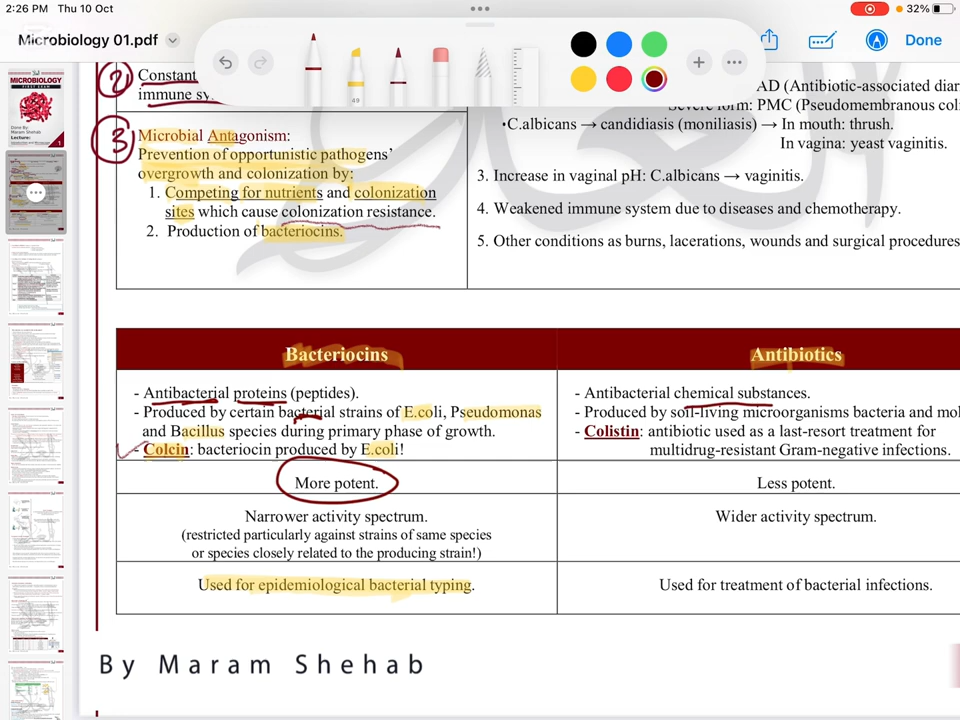 2:26 PM Thu 10 Oct
32%
Microbiology 01.pdf
Done
MICROBIOLOGY
2 Constant
immune sy
AD (Antibiotic-associated diar
Severe form: PMC (Pseudomembranous coli
•C.albicans → candidiasis (moniliasis) → In mouth: thrush.
In vagina: yeast vaginitis.
3 Microbial Antagonism:
Prevention of opportunistic pathogens’
overgrowth and colonization by:
1. Competing for nutrients and colonization
sites which cause colonization resistance.
2. Production of bacteriocins.
3. Increase in vaginal pH: C.albicans → vaginitis.
4. Weakened immune system due to diseases and chemotherapy.
5. Other conditions as burns, lacerations, wounds and surgical procedures
Bacteriocins
Antibiotics
- Antibacterial proteins (peptides).
- Produced by certain bacterial strains of E.coli, Pseudomonas
and Bacillus species during primary phase of growth.
- Colcin: bacteriocin produced by E.coli!
- Antibacterial chemical substances.
- Produced by soil-living microorganisms bacteria and mol
- Colistin: antibiotic used as a last-resort treatment for
multidrug-resistant Gram-negative infections.
More potent.
Less potent.
Narrower activity spectrum.
(restricted particularly against strains of same species
or species closely related to the producing strain!)
Wider activity spectrum.
Used for epidemiological bacterial typing.
Used for treatment of bacterial infections.
By Maram Shehab